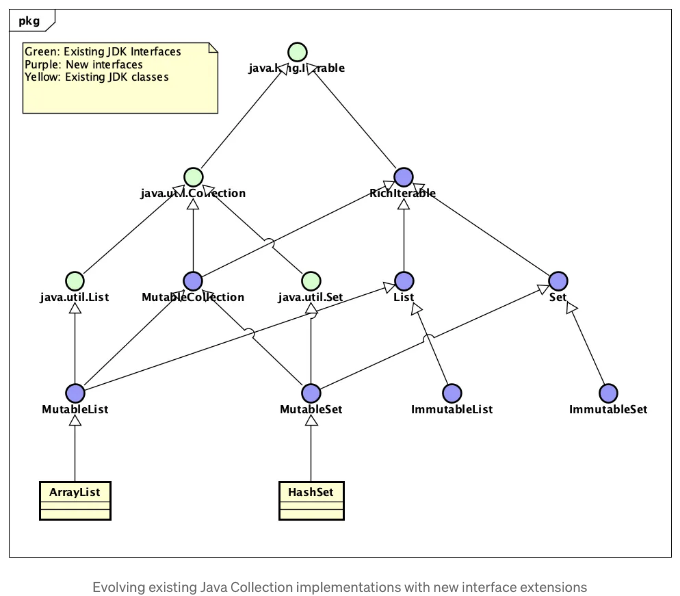 pkg
Green: Existing JDK Interfaces
Purple: New interfaces
Yellow: Existing JDK classes
java.lang.Iterable
java.util.Collection
RichIterable
java.util.List
MutableCollection
java.util.Set
List
Set
MutableList
MutableSet
ImmutableList
ImmutableSet
ArrayList
HashSet
Evolving existing Java Collection implementations with new interface extensions